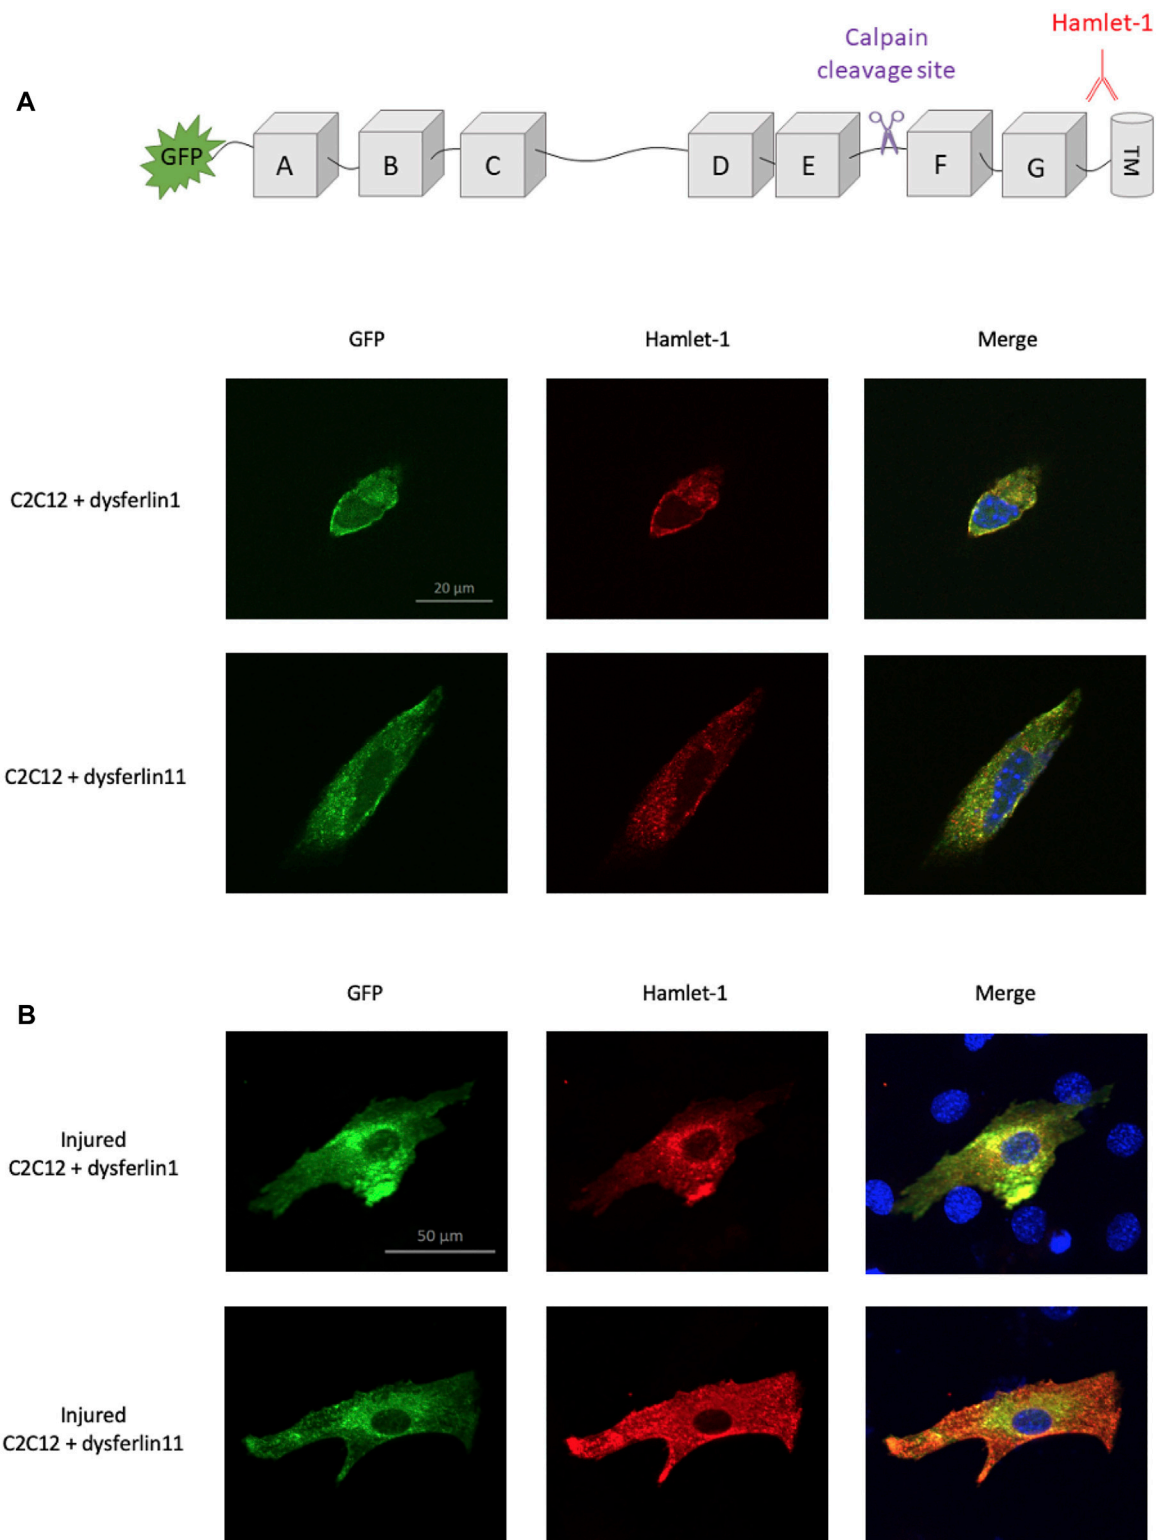 Hamlet-1
Calpain
cleavage site
A
GFP
A
B
C
D
E
F
G
TM
GFP
Hamlet-1
Merge
C2C12 + dysferlin1
20 µm
C2C12 + dysferlin11
B
GFP
Hamlet-1
Merge
Injured
C2C12 + dysferlin1
50 µm
Injured
C2C12 + dysferlin11